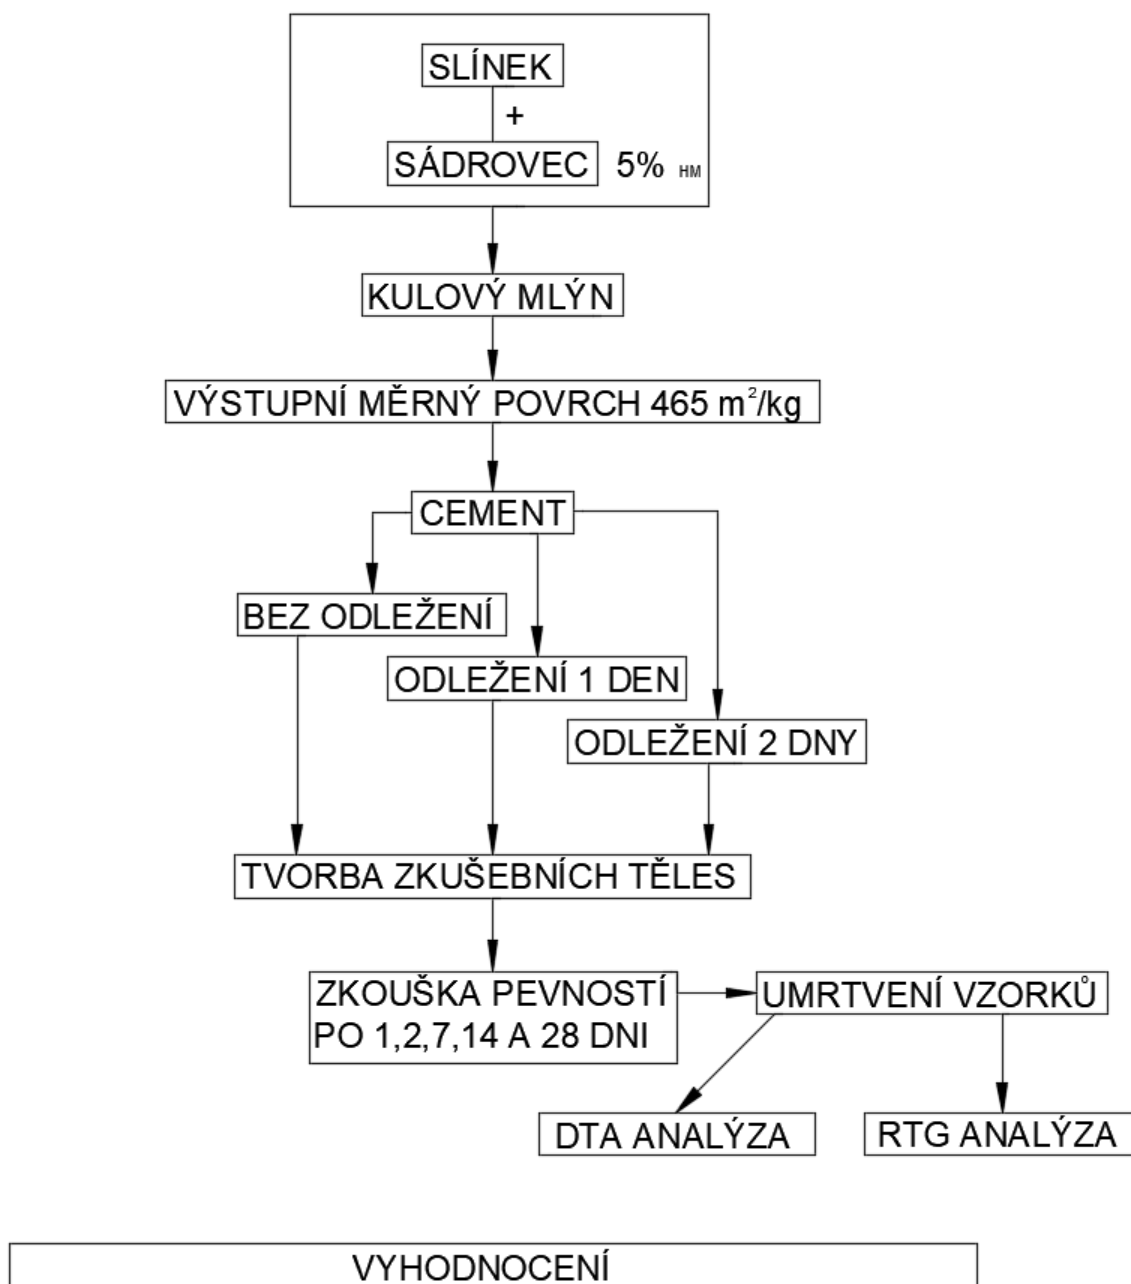 SLÍNEK
+
SÁDROVEC 5% HM
KULOVÝ MLÝN
VÝSTUPNÍ MĚRNÝ POVRCH 465 m²/kg
CEMENT
BEZ ODLEŽENÍ
ODLEŽENÍ 1 DEN
ODLEŽENÍ 2 DNY
TVORBA ZKUŠEBNÍCH TĚLES
ZKOUŠKA PEVNOSTÍ
PO 1,2,7,14 A 28 DNI
UMRTVENÍ VZORKŮ
DTA ANALÝZA
RTG ANALÝZA
VYHODNOCENÍ